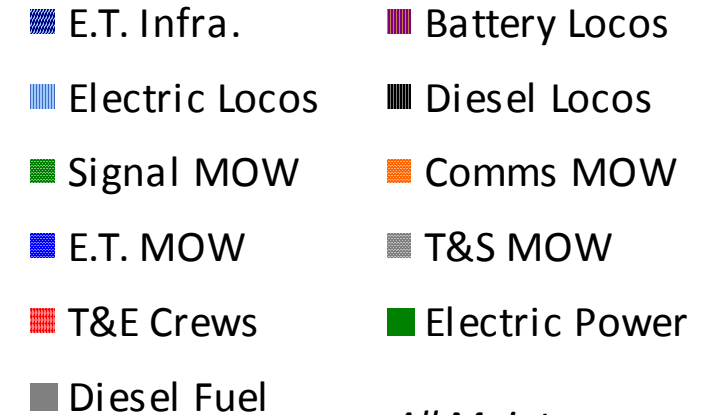 E.T. Infra.
Battery Locos
Electric Locos
Diesel Locos
Signal MOW
Comms MOW
E.T. MOW
T&S MOW
T&E Crews
Electric Power
Diesel Fuel